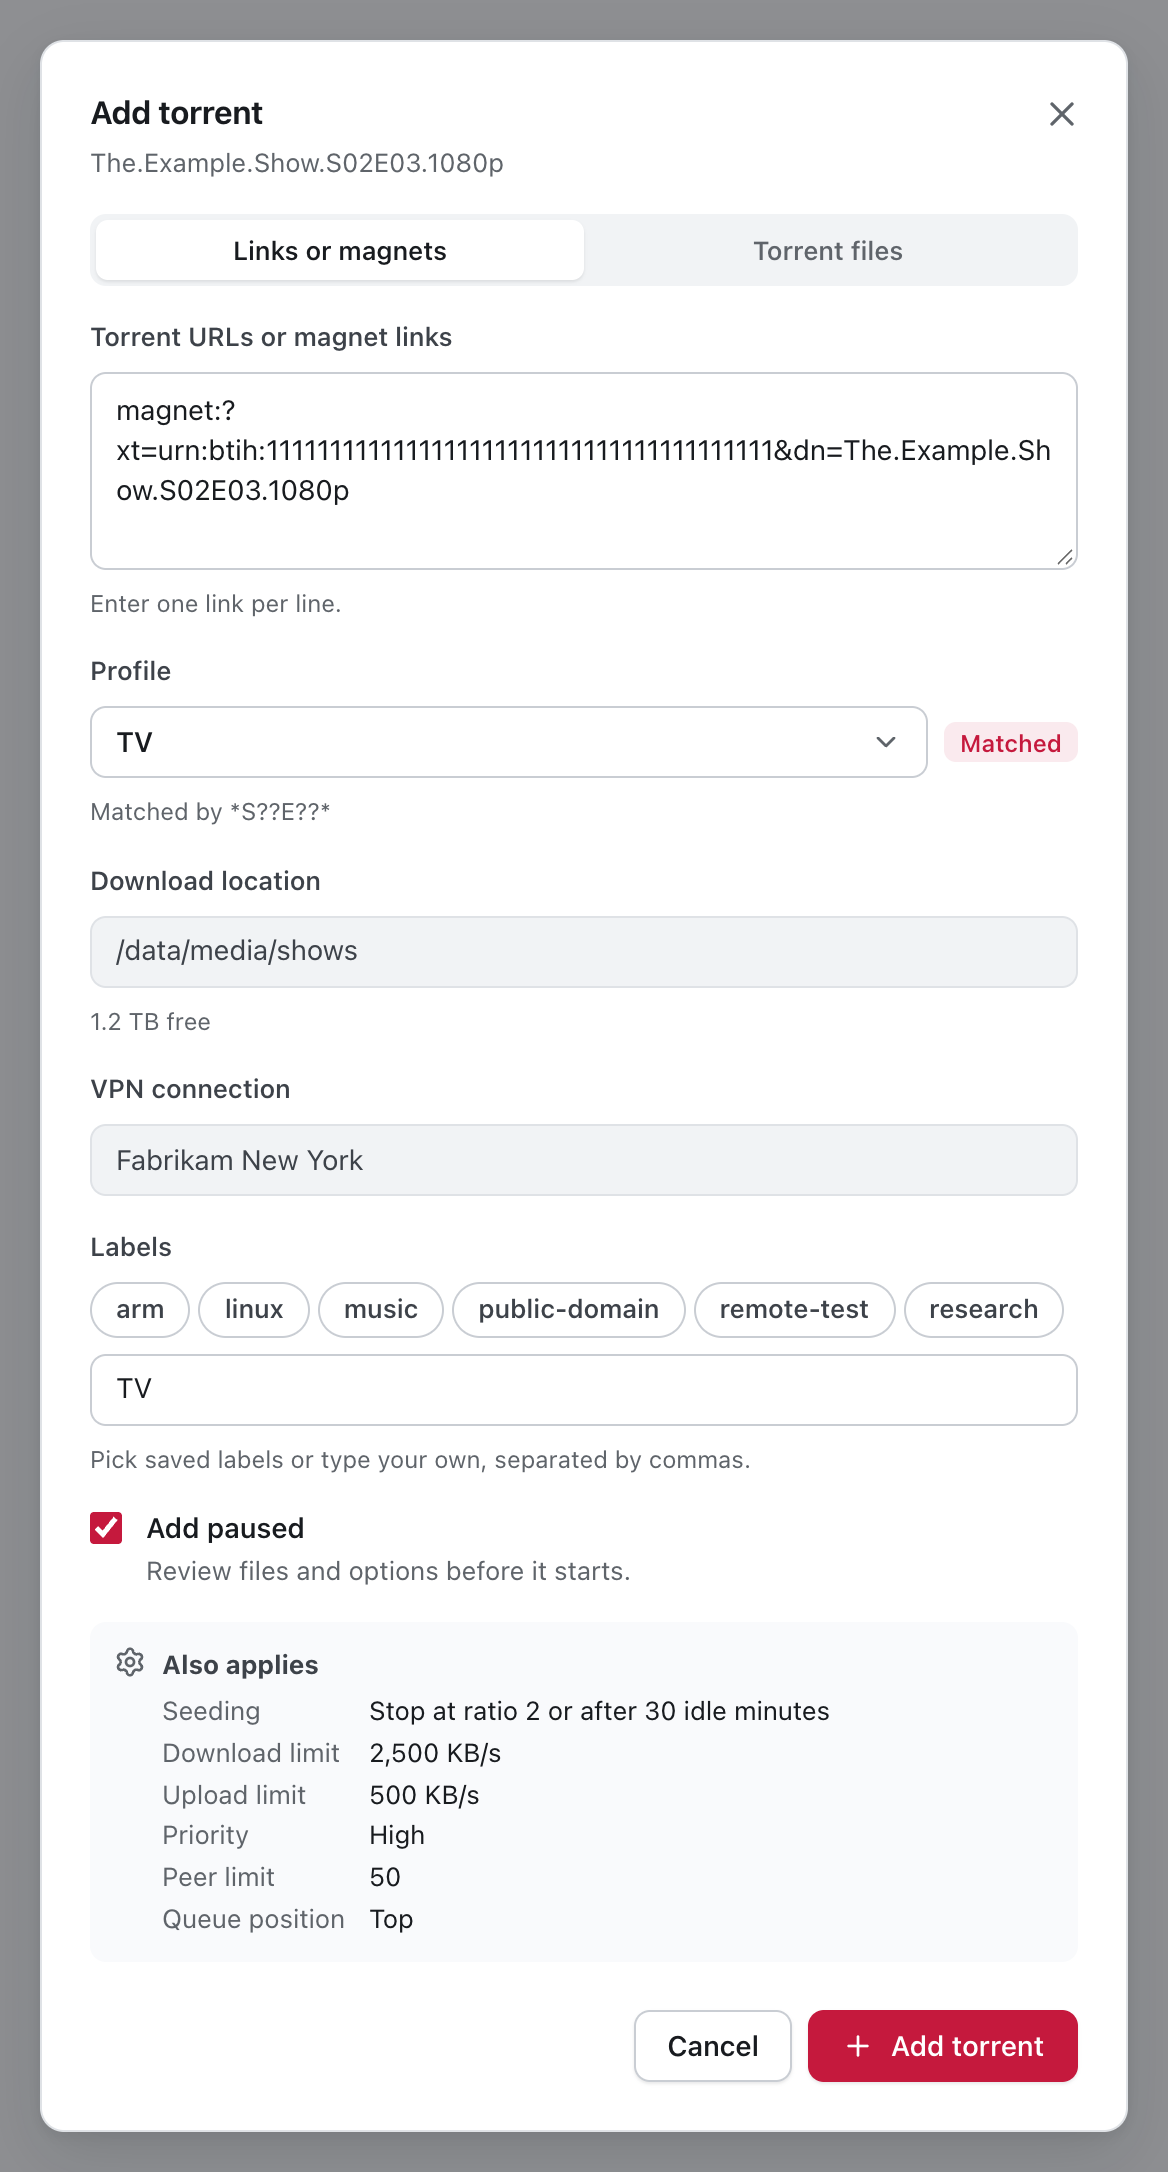 Add torrent
The.Example.Show.S02E03.1080p
Links or magnets
Torrent files
Torrent URLs or magnet links
magnet:?
xt=urn:btih:1111111111111111111111111111111111111111&dn=The.Example.Sh
ow.S02E03.1080p
Enter one link per line.
Profile
TV
Matched
Matched by *S??E??*
Download location
/data/media/shows
1.2 TB free
VPN connection
Fabrikam New York
Labels
arm
linux
music
public-domain
remote-test
research
TV
Pick saved labels or type your own, separated by commas.
Add paused
Review files and options before it starts.
Also applies
Seeding Stop at ratio 2 or after 30 idle minutes
Download limit 2,500 KB/s
Upload limit 500 KB/s
Priority High
Peer limit 50
Queue position Top
Cancel
Add torrent